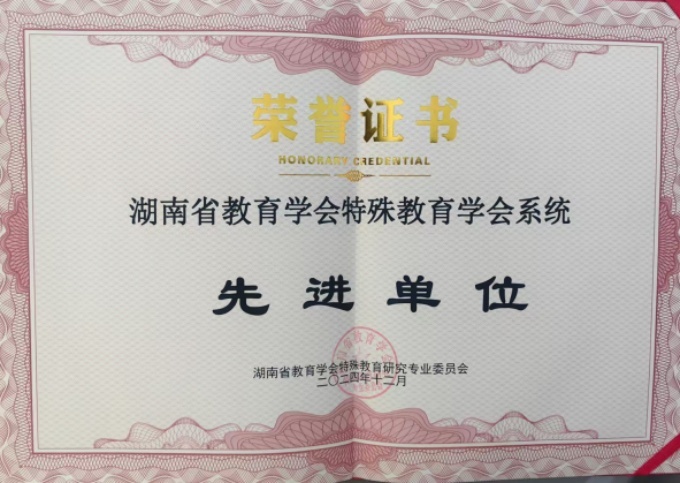 荣誉证书
HONORARY CREDENTIAL
湖南省教育学会特殊教育学会系统
先进单位
湖南省教育学会特殊教育研究专业委员会
二〇二四年十二月